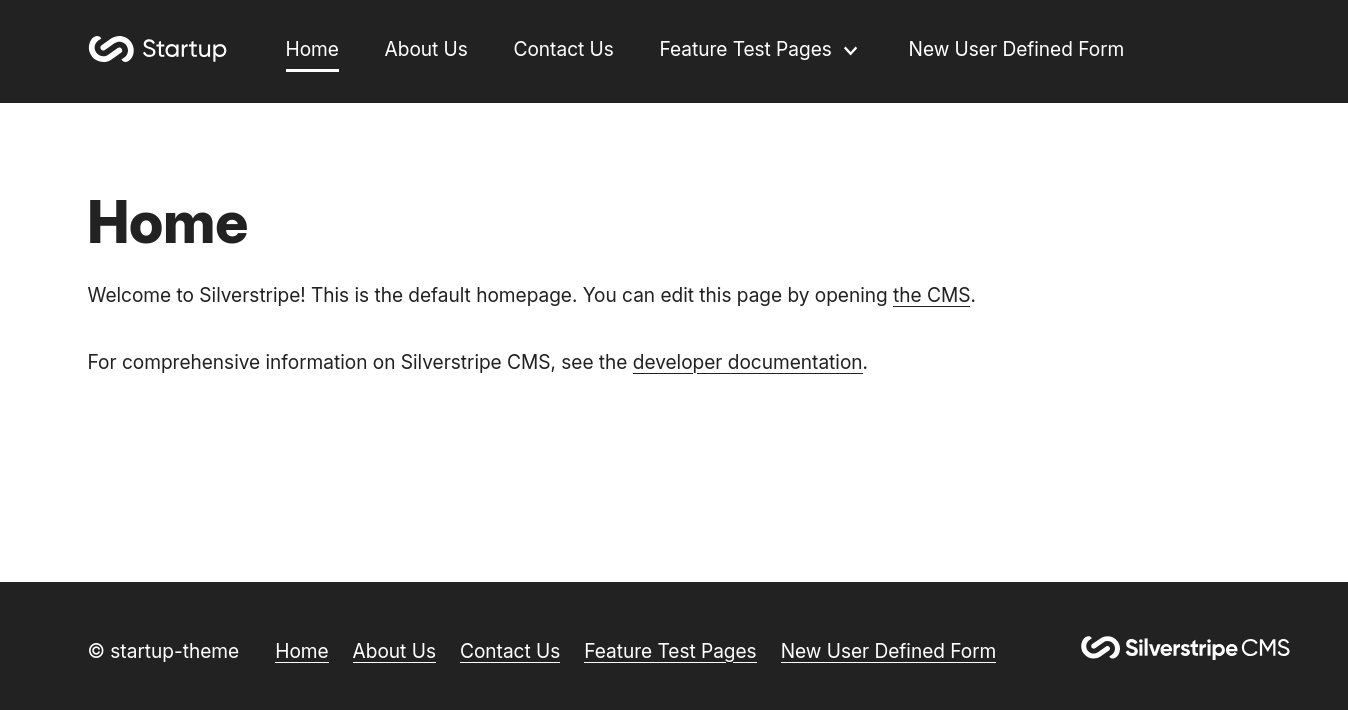 Startup Home About Us Contact Us Feature Test Pages New User Defined Form
Home
Welcome to Silverstripe! This is the default homepage. You can edit this page by opening the CMS.
For comprehensive information on Silverstripe CMS, see the developer documentation.
© startup-theme Home About Us Contact Us Feature Test Pages New User Defined Form Silverstripe CMS